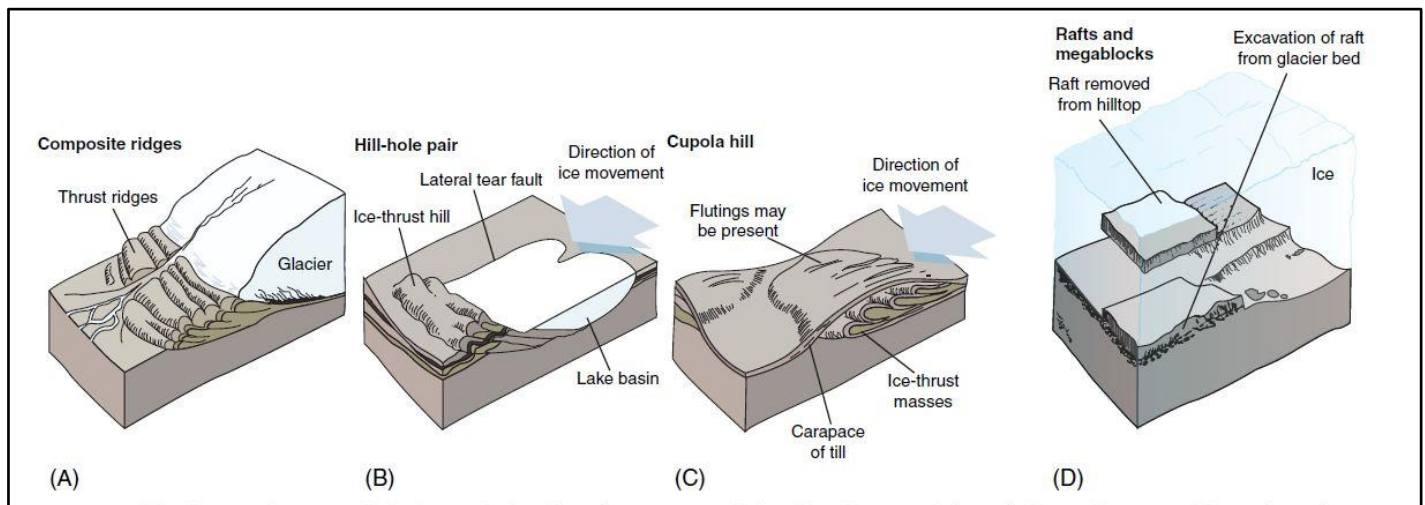 Composite ridges
Thrust ridges
Glacier
(A)
Hill-hole pair
Direction of
ice movement
Lateral tear fault
Ice-thrust hill
Lake basin
(B)
Cupola hill
Direction of
ice movement
Flutings may
be present
Ice-thrust
masses
Carapace
of till
(C)
Rafts and
megablocks
Excavation of raft
from glacier bed
Raft removed
from hilltop
Ice
(D)